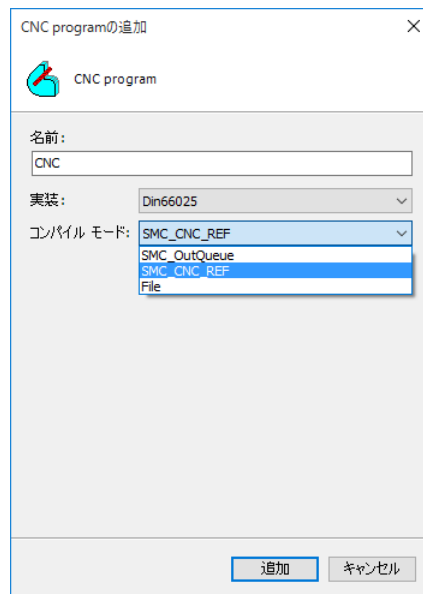 CNC programの追加
CNC program
名前:
CNC
実装: Din66025
コンパイル モード: SMC_CNC_REF
SMC_OutQueue
SMC_CNC_REF
File
追加 キャンセル